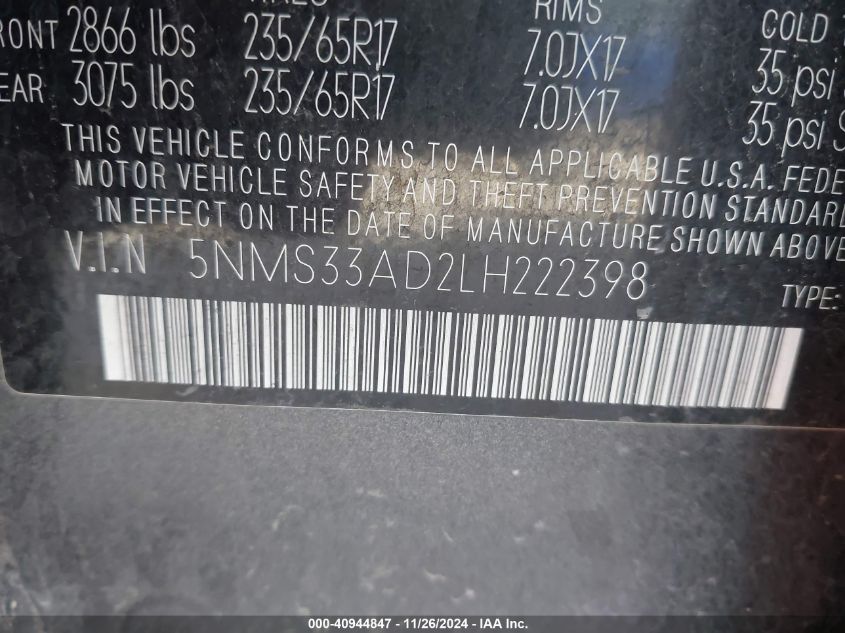 RIMS
COLD
FRONT 2866 lbs 235/65R17 7.0JX17 35 psi
EAR 3075 lbs 235/65R17 7.0JX17 35 psi
THIS VEHICLE CONFORMS TO ALL APPLICABLE U.S.A. FEDE
MOTOR VEHICLE SAFETY AND THEFT PREVENTION STANDARD
IN EFFECT ON THE DATE OF MANUFACTURE SHOWN ABOVE
V.I.N 5NMS33AD2LH222398 TYPE:
000-40944847 - 11/26/2024 - IAA Inc.